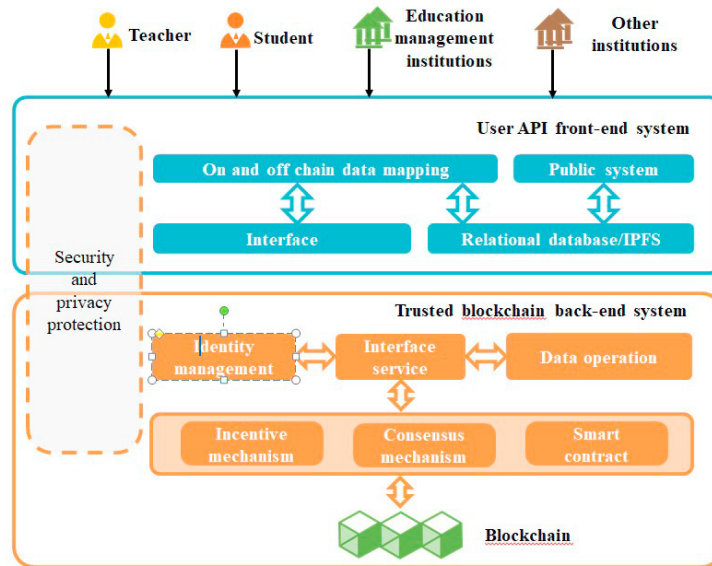 Teacher
Student
Education
management
institutions
Other
institutions
User API front-end system
On and off chain data mapping
Public system
Interface
Relational database/IPFS
Security
and
privacy
protection
Trusted blockchain back-end system
Identity
management
Interface
service
Data operation
Incentive
mechanism
Consensus
mechanism
Smart
contract
Blockchain